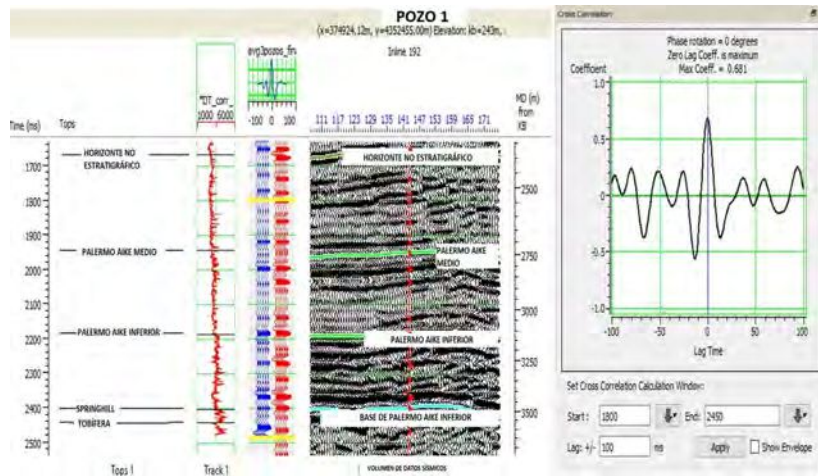 POZO 1
(x=374924.12m, y=4352455.00m) Elevation: kb=243m,
avg3pozos_fin
Inline 192
*DT_corr_
1000 6000
-100 0 100
111 117 123 129 135 141 147 153 159 165 171
MD (m)
from
KB
Time (ms)
Tops
HORIZONTE NO
ESTRATIGRÁFICO
HORIZONTE NO ESTRATIGRÁFICO
1700
1800
1900
2000
2100
2200
2300
2400
2500
PALERMO AIKE MEDIO
PALERMO AIKE
MEDIO
PALERMO AIKE INFERIOR
PALERMO AIKE INFERIOR
SPRINGHILL
TOBÍFERA
BASE DE PALERMO AIKE INFERIOR
2500
2750
3000
3250
3500
Tops 1
Track 1
VOLUMEN DE DATOS SÍSMICOS
Cross Correlation
Phase rotation = 0 degrees
Zero Lag Coeff. is maximum
Max Coeff. = 0.681
Coefficient
1.0
0.5
0
-0.5
-1.0
-100 -50 0 50 100
Lag Time
Set Cross Correlation Calculation Window:
Start : 1800 End: 2450
Lag: +/- 100 ms Apply Show Envelope